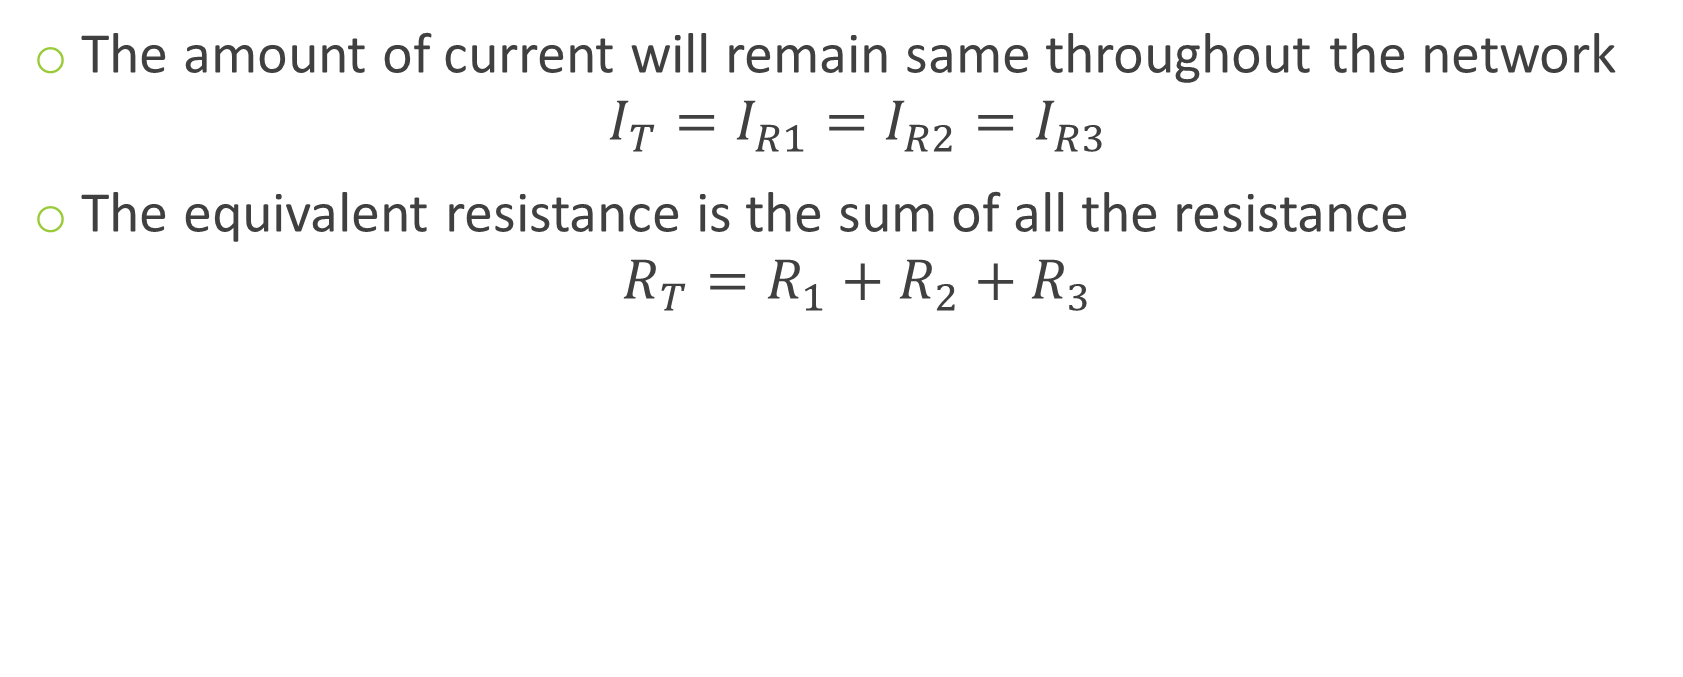 ○ The amount of current will remain same throughout the network
I_T = I_R1 = I_R2 = I_R3
○ The equivalent resistance is the sum of all the resistance
R_T = R_1 + R_2 + R_3